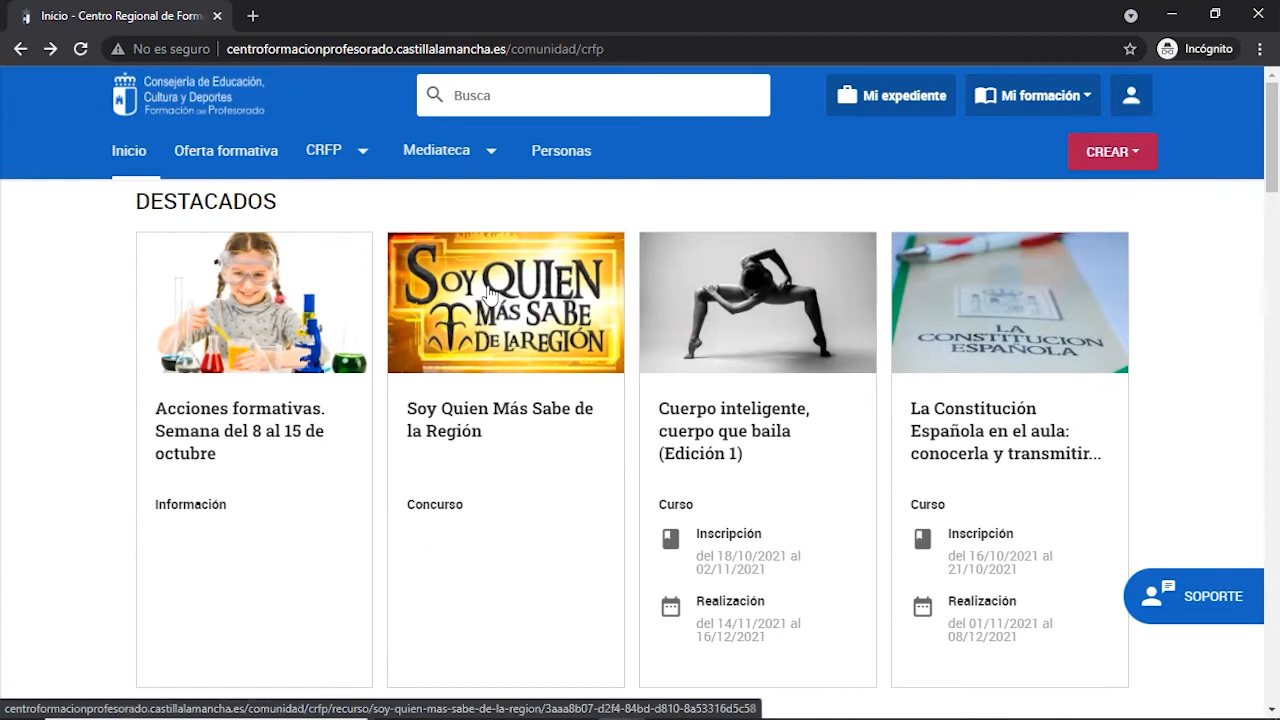 Inicio - Centro Regional de Forma
No es seguro
centroformacionprofesorado.castillalamancha.es/comunidad/crfp
Incógnito
Consejería de Educación,
Cultura y Deportes
Formación del Profesorado
Busca
Mi expediente
Mi formación
Inicio
Oferta formativa
CRFP
Mediateca
Personas
CREAR
DESTACADOS
SOY QUIEN
MÁS SABE
DE LA REGIÓN
LA
CONSTITUCION
ESPAÑOLA
Acciones formativas.
Semana del 8 al 15 de
octubre
Información
Soy Quien Más Sabe de
la Región
Concurso
Cuerpo inteligente,
cuerpo que baila
(Edición 1)
Curso
Inscripción
del 18/10/2021 al
02/11/2021
Realización
del 14/11/2021 al
16/12/2021
La Constitución
Española en el aula:
conocerla y transmitir...
Curso
Inscripción
del 16/10/2021 al
21/10/2021
Realización
del 01/11/2021 al
08/12/2021
SOPORTE
centroformacionprofesorado.castillalamancha.es/comunidad/crfp/recurso/soy-quien-mas-sabe-de-la-region/3aaa8b07-d2f4-84bd-d810-8a53316d5c58